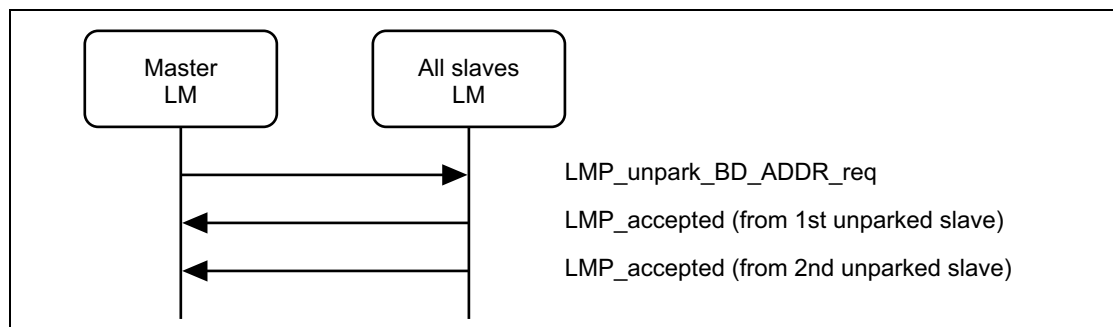 Master
LM
All slaves
LM
LMP_unpark_BD_ADDR_req
LMP_accepted (from 1st unparked slave)
LMP_accepted (from 2nd unparked slave)